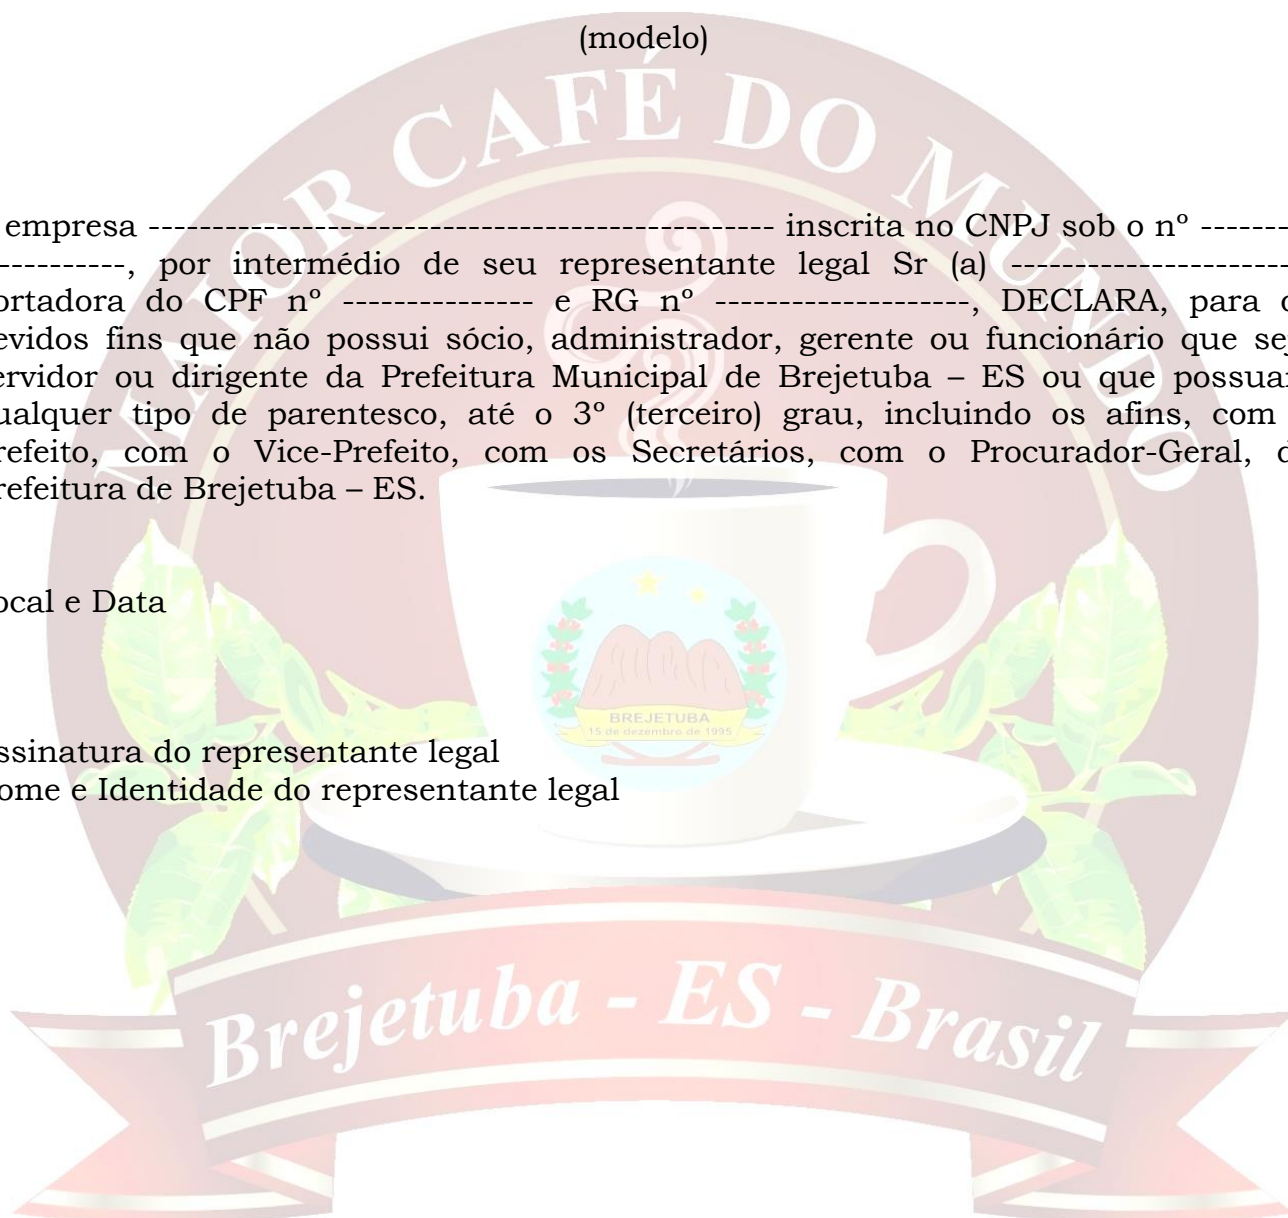 (modelo)
MAIOR CAFÉ DO MUNDO
empresa ------------------------------------------------- inscrita no CNPJ sob o nº -------
----------, por intermédio de seu representante legal Sr (a) ----------------------
ortadora do CPF nº --------------- e RG nº --------------------, DECLARA, para o
evidos fins que não possui sócio, administrador, gerente ou funcionário que sej
ervidor ou dirigente da Prefeitura Municipal de Brejetuba – ES ou que possua
ualquer tipo de parentesco, até o 3º (terceiro) grau, incluindo os afins, com
refeito, com o Vice-Prefeito, com os Secretários, com o Procurador-Geral, d
refeitura de Brejetuba – ES.
ocal e Data
BREJETUBA
15 de dezembro de 1995
ssinatura do representante legal
ome e Identidade do representante legal
Brejetuba - ES - Brasil